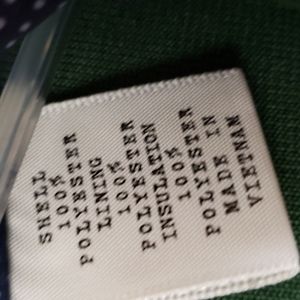 SHELL
100%
POLYESTER
LINING
100%
POLYESTER
INSULATION
100%
POLYESTER
MADE IN
VIETNAM